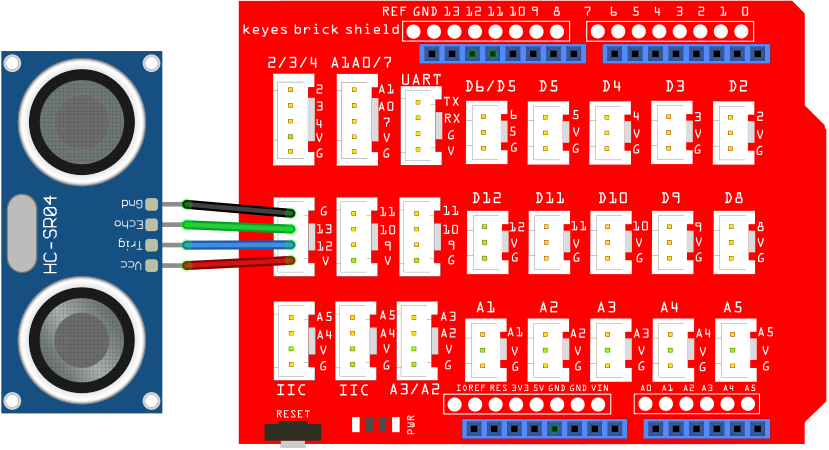 REF GND 13 12 11 10 9 8 7 6 5 4 3 2 1 0
keyes brick shield
2/3/4 A1A0/7 UART D6/D5 D5 D4 D3 D2
2 A1 TX 6 5 4 3 2
3 A0 RX 5 V V V V
4 7 G G G G G G
V V V
G G
Gnd
Echo
Trig
Vcc
HC-SR04
D12 D11 D10 D9 D8
G 11 11 12 11 10 9 8
13 10 10 V V V V V
12 9 9 G G G G G
V V G
A1 A2 A3 A4 A5
A5 A5 A3 A1 A2 A3 A4 A5
A4 A4 A2 V V V V V
V V V G G G G G
G G G
IIC IIC A3/A2
IOREF RES 3V3 5V GND GND VIN A0 A1 A2 A3 A4 A5
RESET
PWR